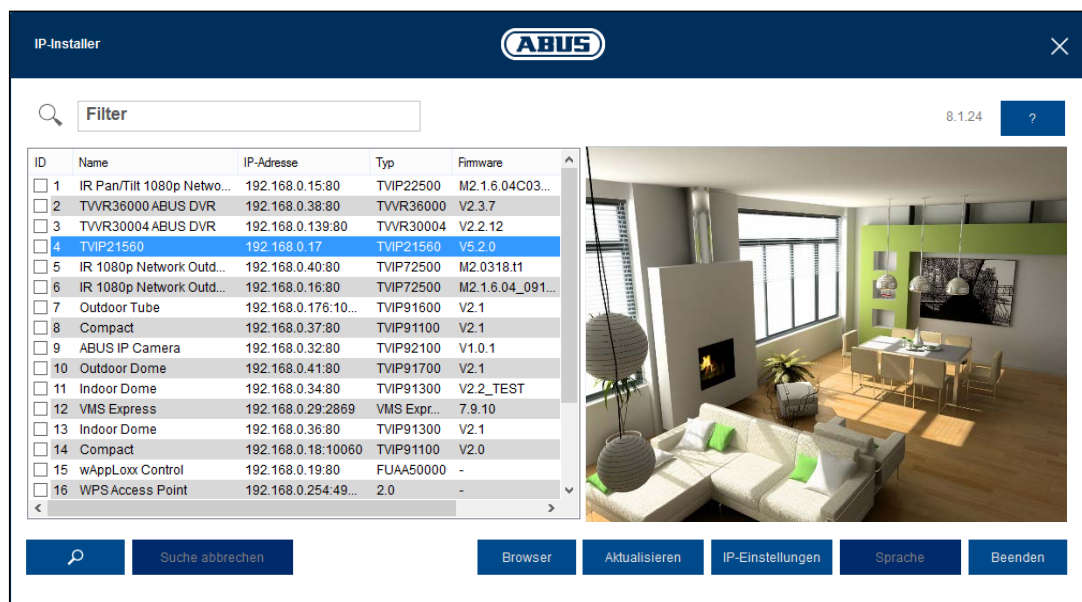 IP-Installer
ABUS
Filter
8.1.24
?
ID Name IP-Adresse Typ Firmware
1 IR Pan/Tilt 1080p Netwo... 192.168.0.15:80 TVIP22500 M2.1.6.04C03...
2 TVVR36000 ABUS DVR 192.168.0.38:80 TVVR36000 V2.3.7
3 TVVR30004 ABUS DVR 192.168.0.139:80 TVVR30004 V2.2.12
4 TVIP21560 192.168.0.17 TVIP21560 V5.2.0
5 IR 1080p Network Outd... 192.168.0.40:80 TVIP72500 M2.0318.t1
6 IR 1080p Network Outd... 192.168.0.16:80 TVIP72500 M2.1.6.04_091...
7 Outdoor Tube 192.168.0.176:10... TVIP91600 V2.1
8 Compact 192.168.0.37:80 TVIP91100 V2.1
9 ABUS IP Camera 192.168.0.32:80 TVIP92100 V1.0.1
10 Outdoor Dome 192.168.0.41:80 TVIP91700 V2.1
11 Indoor Dome 192.168.0.34:80 TVIP91300 V2.2_TEST
12 VMS Express 192.168.0.29:2869 VMS Expr... 7.9.10
13 Indoor Dome 192.168.0.36:80 TVIP91300 V2.1
14 Compact 192.168.0.18:10060 TVIP91100 V2.0
15 wAppLoxx Control 192.168.0.19:80 FUAA50000 -
16 WPS Access Point 192.168.0.254:49... 2.0 -
Suche abbrechen
Browser
Aktualisieren
IP-Einstellungen
Sprache
Beenden